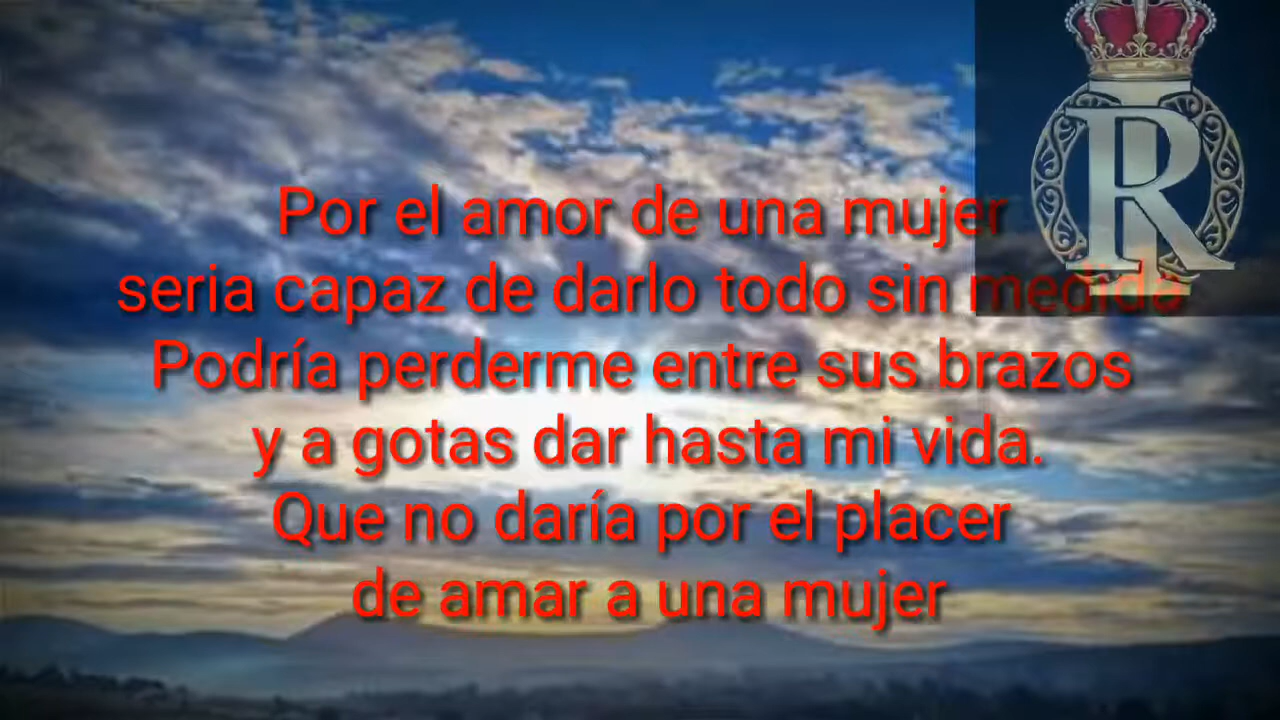 R
Por el amor de una mujer
seria capaz de darlo todo sin medida
Podría perderme entre sus brazos
y a gotas dar hasta mi vida.
Que no daría por el placer
de amar a una mujer